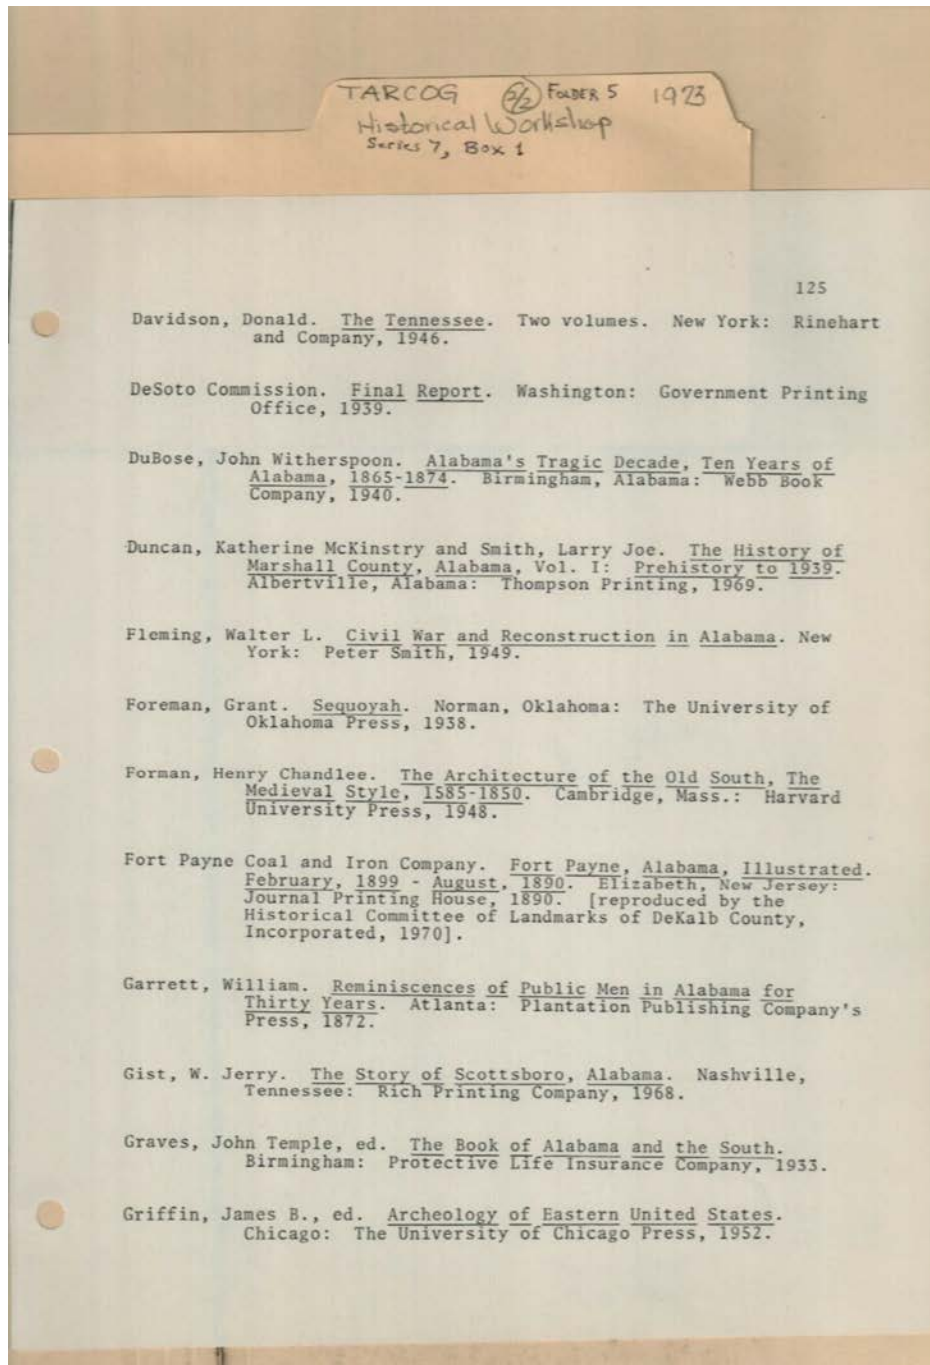 TARCOG 2/2 FOLDER 5 1973
Historical Workshop
Series 7, Box 1
125
Davidson, Donald. The Tennessee. Two volumes. New York: Rinehart
and Company, 1946.
DeSoto Commission. Final Report. Washington: Government Printing
Office, 1939.
DuBose, John Witherspoon. Alabama's Tragic Decade, Ten Years of
Alabama, 1865-1874. Birmingham, Alabama: Webb Book
Company, 1940.
Duncan, Katherine McKinstry and Smith, Larry Joe. The History of
Marshall County, Alabama, Vol. I: Prehistory to 1939.
Albertville, Alabama: Thompson Printing, 1969.
Fleming, Walter L. Civil War and Reconstruction in Alabama. New
York: Peter Smith, 1949.
Foreman, Grant. Sequoyah. Norman, Oklahoma: The University of
Oklahoma Press, 1938.
Forman, Henry Chandlee. The Architecture of the Old South, The
Medieval Style, 1585-1850. Cambridge, Mass.: Harvard
University Press, 1948.
Fort Payne Coal and Iron Company. Fort Payne, Alabama, Illustrated.
February, 1899 - August, 1890. Elizabeth, New Jersey:
Journal Printing House, 1890. [reproduced by the
Historical Committee of Landmarks of DeKalb County,
Incorporated, 1970].
Garrett, William. Reminiscences of Public Men in Alabama for
Thirty Years. Atlanta: Plantation Publishing Company's
Press, 1872.
Gist, W. Jerry. The Story of Scottsboro, Alabama. Nashville,
Tennessee: Rich Printing Company, 1968.
Graves, John Temple, ed. The Book of Alabama and the South.
Birmingham: Protective Life Insurance Company, 1933.
Griffin, James B., ed. Archeology of Eastern United States.
Chicago: The University of Chicago Press, 1952.